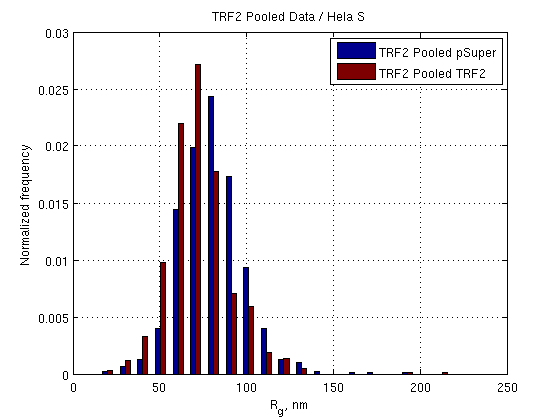 TRF2 Pooled Data / Hela S
TRF2 Pooled pSuper
TRF2 Pooled TRF2
Normalized frequency
0.03
0.025
0.02
0.015
0.01
0.005
0
0 50 100 150 200 250
Rg, nm